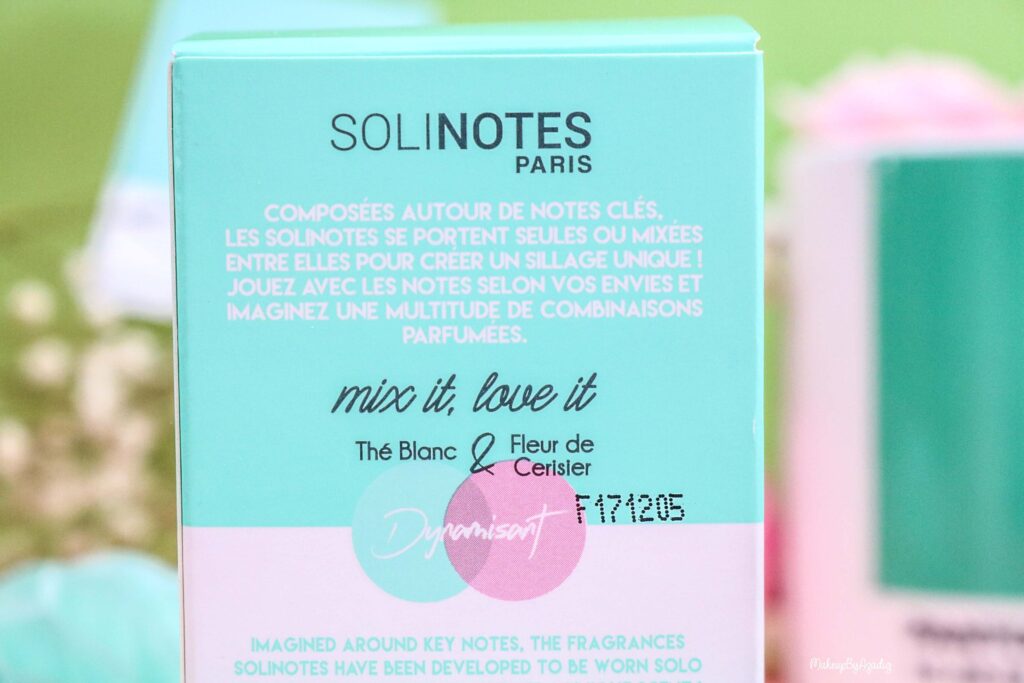 SOLINOTES
PARIS
COMPOSÉES AUTOUR DE NOTES CLÉS,
LES SOLINOTES SE PORTENT SEULES OU MIXÉES
ENTRE ELLES POUR CRÉER UN SILLAGE UNIQUE !
JOUEZ AVEC LES NOTES SELON VOS ENVIES ET
IMAGINEZ UNE MULTITUDE DE COMBINAISONS
PARFUMÉES.
mix it, love it
Thé Blanc & Fleur de
Cerisier
F171205
Dynamisant
IMAGINED AROUND KEY NOTES, THE FRAGRANCES
SOLINOTES HAVE BEEN DEVELOPED TO BE WORN SOLO
MakeupByAzadig